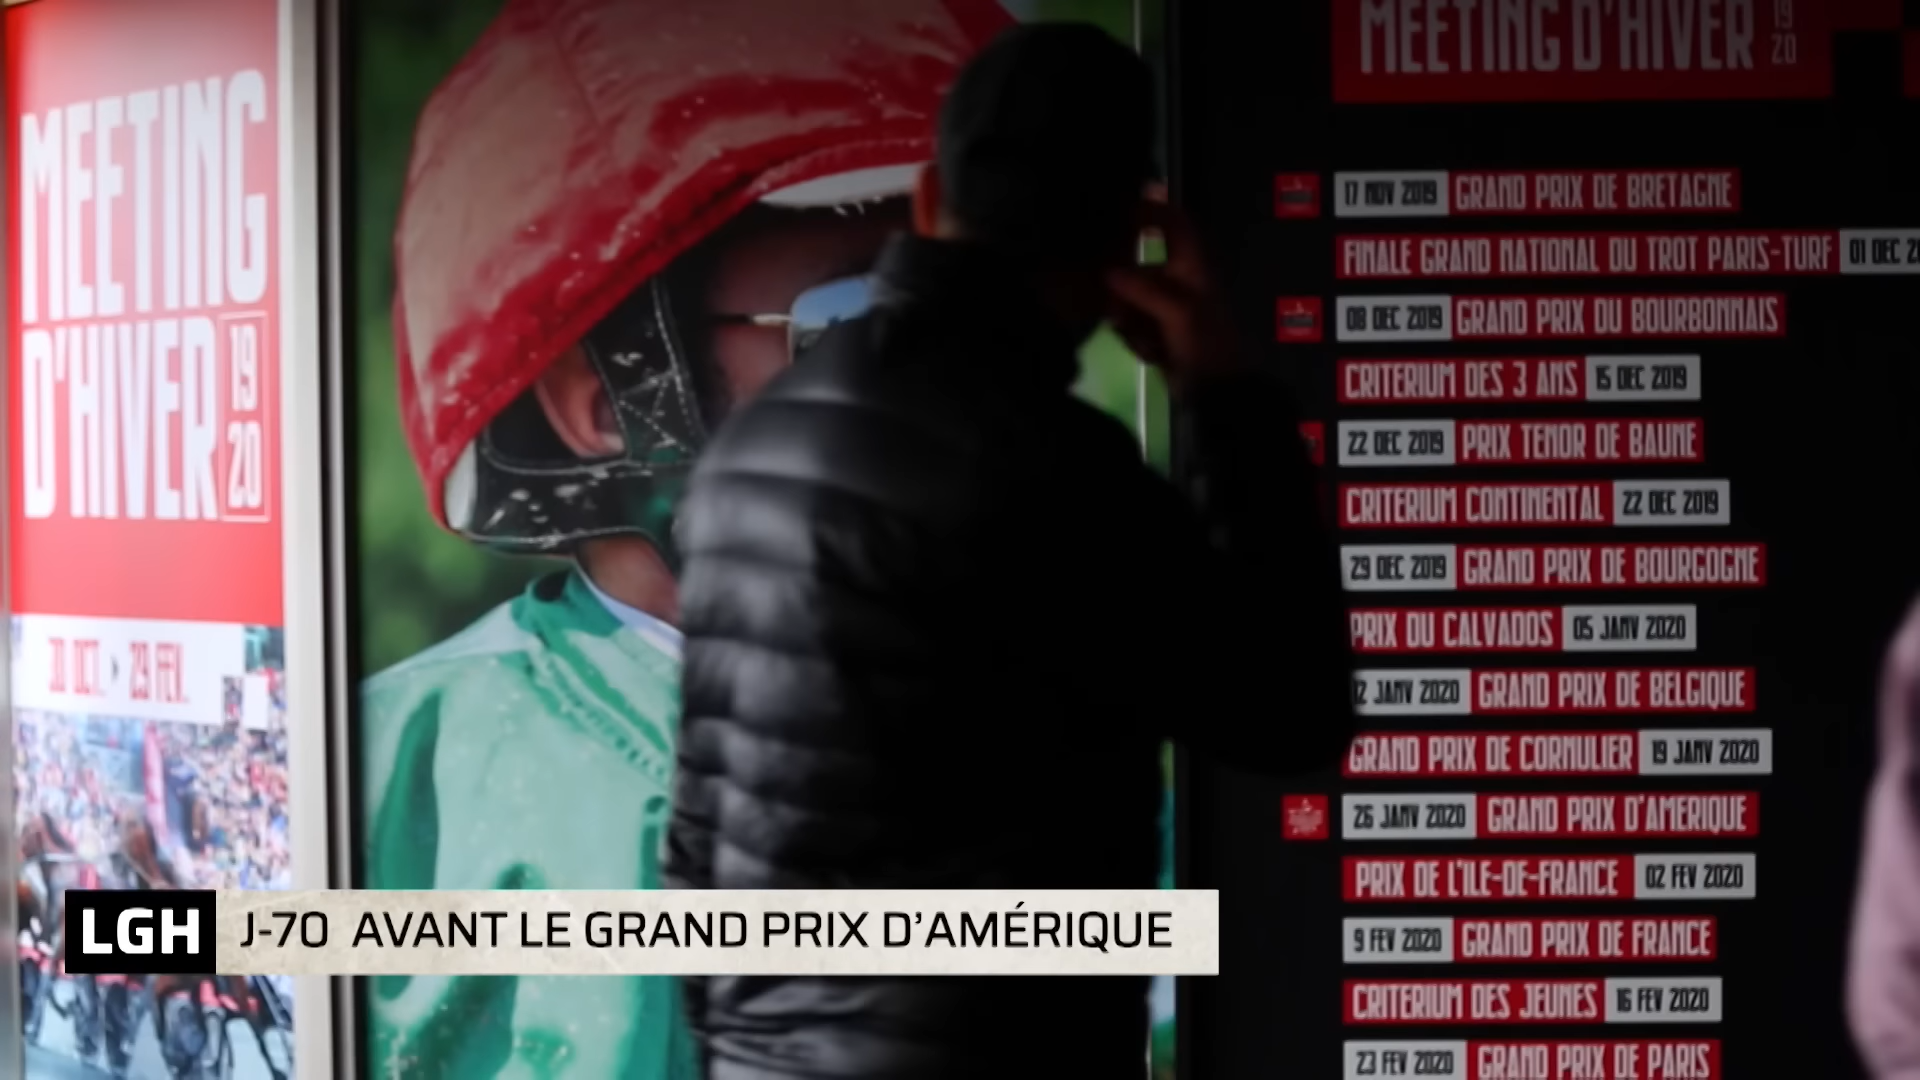 MEETING
D'HIVER
19
20
30 OCT. 29 FEV.
MEETING D'HIVER
19
20
17 NOV 2019 GRAND PRIX DE BRETAGNE
FINALE GRAND NATIONAL DU TROT PARIS-TURF 01 DEC
08 DEC 2019 GRAND PRIX DU BOURBONNAIS
CRITERIUM DES 3 ANS 15 DEC 2019
22 DEC 2019 PRIX TENOR DE BAUNE
CRITERIUM CONTINENTAL 22 DEC 2019
29 DEC 2019 GRAND PRIX DE BOURGOGNE
PRIX DU CALVADOS 05 JANV 2020
2 JANV 2020 GRAND PRIX DE BELGIQUE
GRAND PRIX DE CORNULIER 19 JANV 2020
26 JANV 2020 GRAND PRIX D'AMERIQUE
PRIX DE L'ILE-DE-FRANCE 02 FEV 2020
9 FEV 2020 GRAND PRIX DE FRANCE
CRITERIUM DES JEUNES 16 FEV 2020
23 FEV 2020 GRAND PRIX DE PARIS
LGH J-70 AVANT LE GRAND PRIX D'AMÉRIQUE